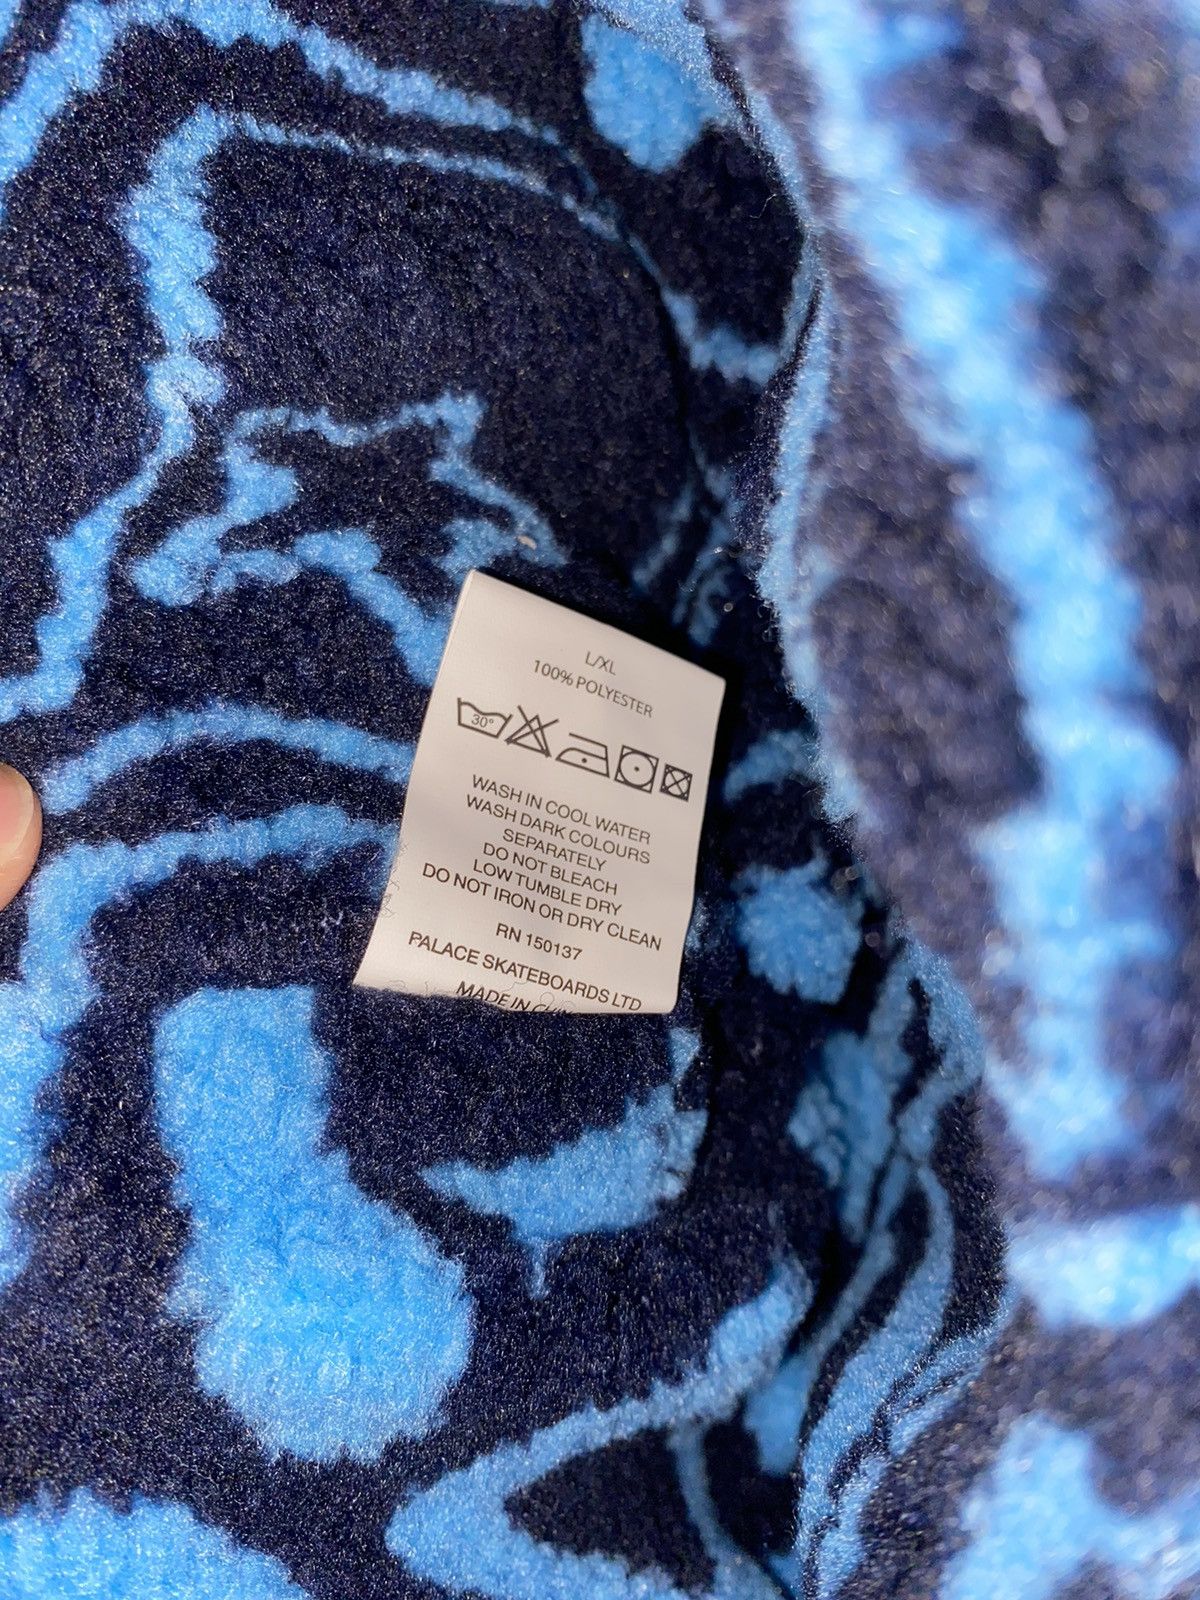 L/XL
100% POLYESTER
30°
WASH IN COOL WATER
WASH DARK COLOURS
SEPARATELY
DO NOT BLEACH
LOW TUMBLE DRY
DO NOT IRON OR DRY CLEAN
RN 150137
PALACE SKATEBOARDS LTD
MADE IN